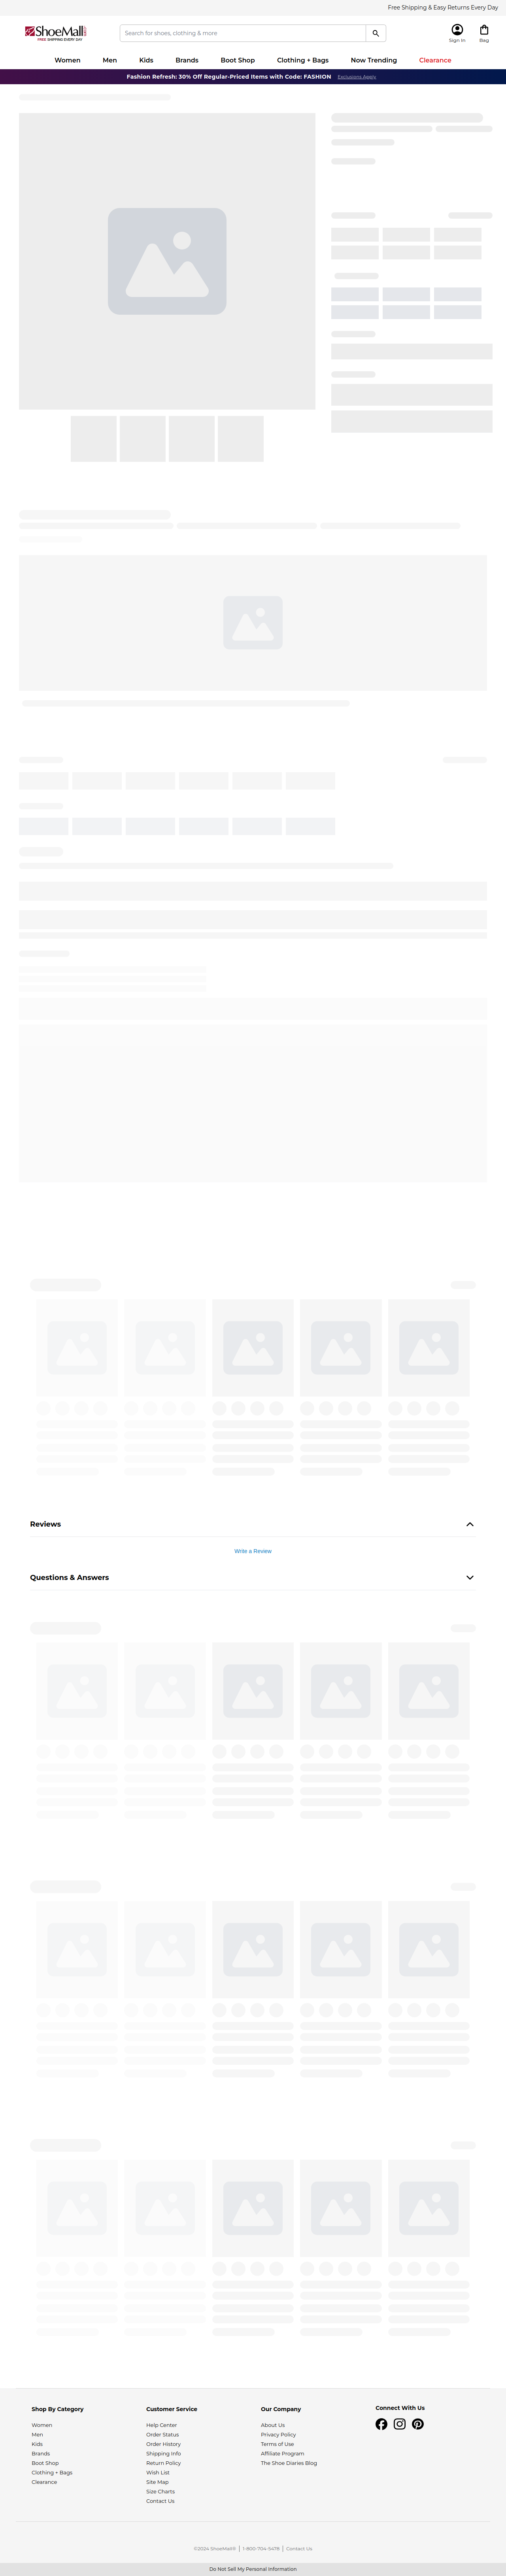 Free Shipping & Easy Returns Every Day
ShoeMall
FREE SHIPPING EVERY DAY
Search for shoes, clothing & more
Sign In
Bag
Women Men Kids Brands Boot Shop Clothing + Bags Now Trending Clearance
Fashion Refresh: 30% Off Regular-Priced Items with Code: FASHION Exclusions Apply
Reviews
Write a Review
Questions & Answers
Shop By Category
Women
Men
Kids
Brands
Boot Shop
Clothing + Bags
Clearance
Customer Service
Help Center
Order Status
Order History
Shipping Info
Return Policy
Wish List
Site Map
Size Charts
Contact Us
Our Company
About Us
Privacy Policy
Terms of Use
Affiliate Program
The Shoe Diaries Blog
Connect With Us
©2024 ShoeMall® 1-800-704-5478 Contact Us
Do Not Sell My Personal Information